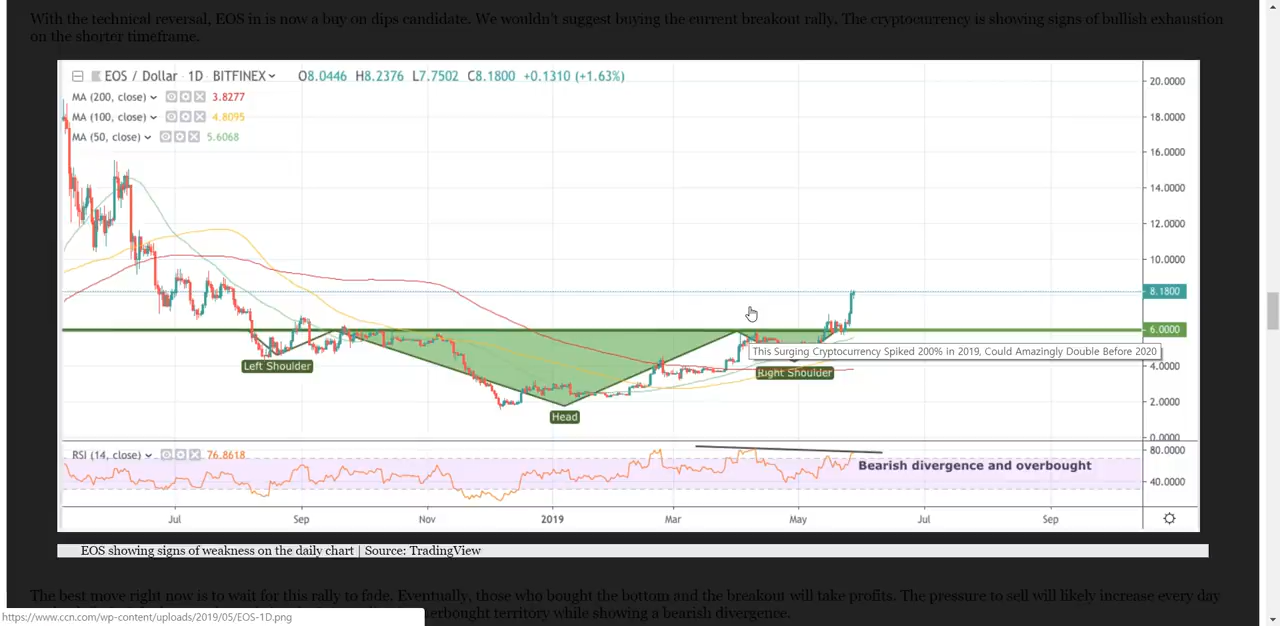 With the technical reversal, EOS in is now a buy on dips candidate. We wouldn't suggest buying the current breakout rally. The cryptocurrency is showing signs of bullish exhaustion
on the shorter timeframe.
EOS / Dollar 1D BITFINEX O8.0446 H8.2376 L7.7502 C8.1800 +0.1310 (+1.63%)
MA (200, close) 3.8277
MA (100, close) 4.8095
MA (50, close) 5.6068
20.0000
18.0000
16.0000
14.0000
12.0000
10.0000
8.1800
6.0000
This Surging Cryptocurrency Spiked 200% in 2019, Could Amazingly Double Before 2020
Left Shoulder
4.0000
Right Shoulder
2.0000
Head
0.0000
RSI (14, close) 76.8618
80.0000
Bearish divergence and overbought
40.0000
Jul Sep Nov 2019 Mar May Jul Sep
EOS showing signs of weakness on the daily chart | Source: TradingView
The best move right now is to wait for this rally to fade. Eventually, those who bought the bottom and the breakout will take profits. The pressure to sell will likely increase every day
erbought territory while showing a bearish divergence.
https://www.ccn.com/wp-content/uploads/2019/05/EOS-1D.png